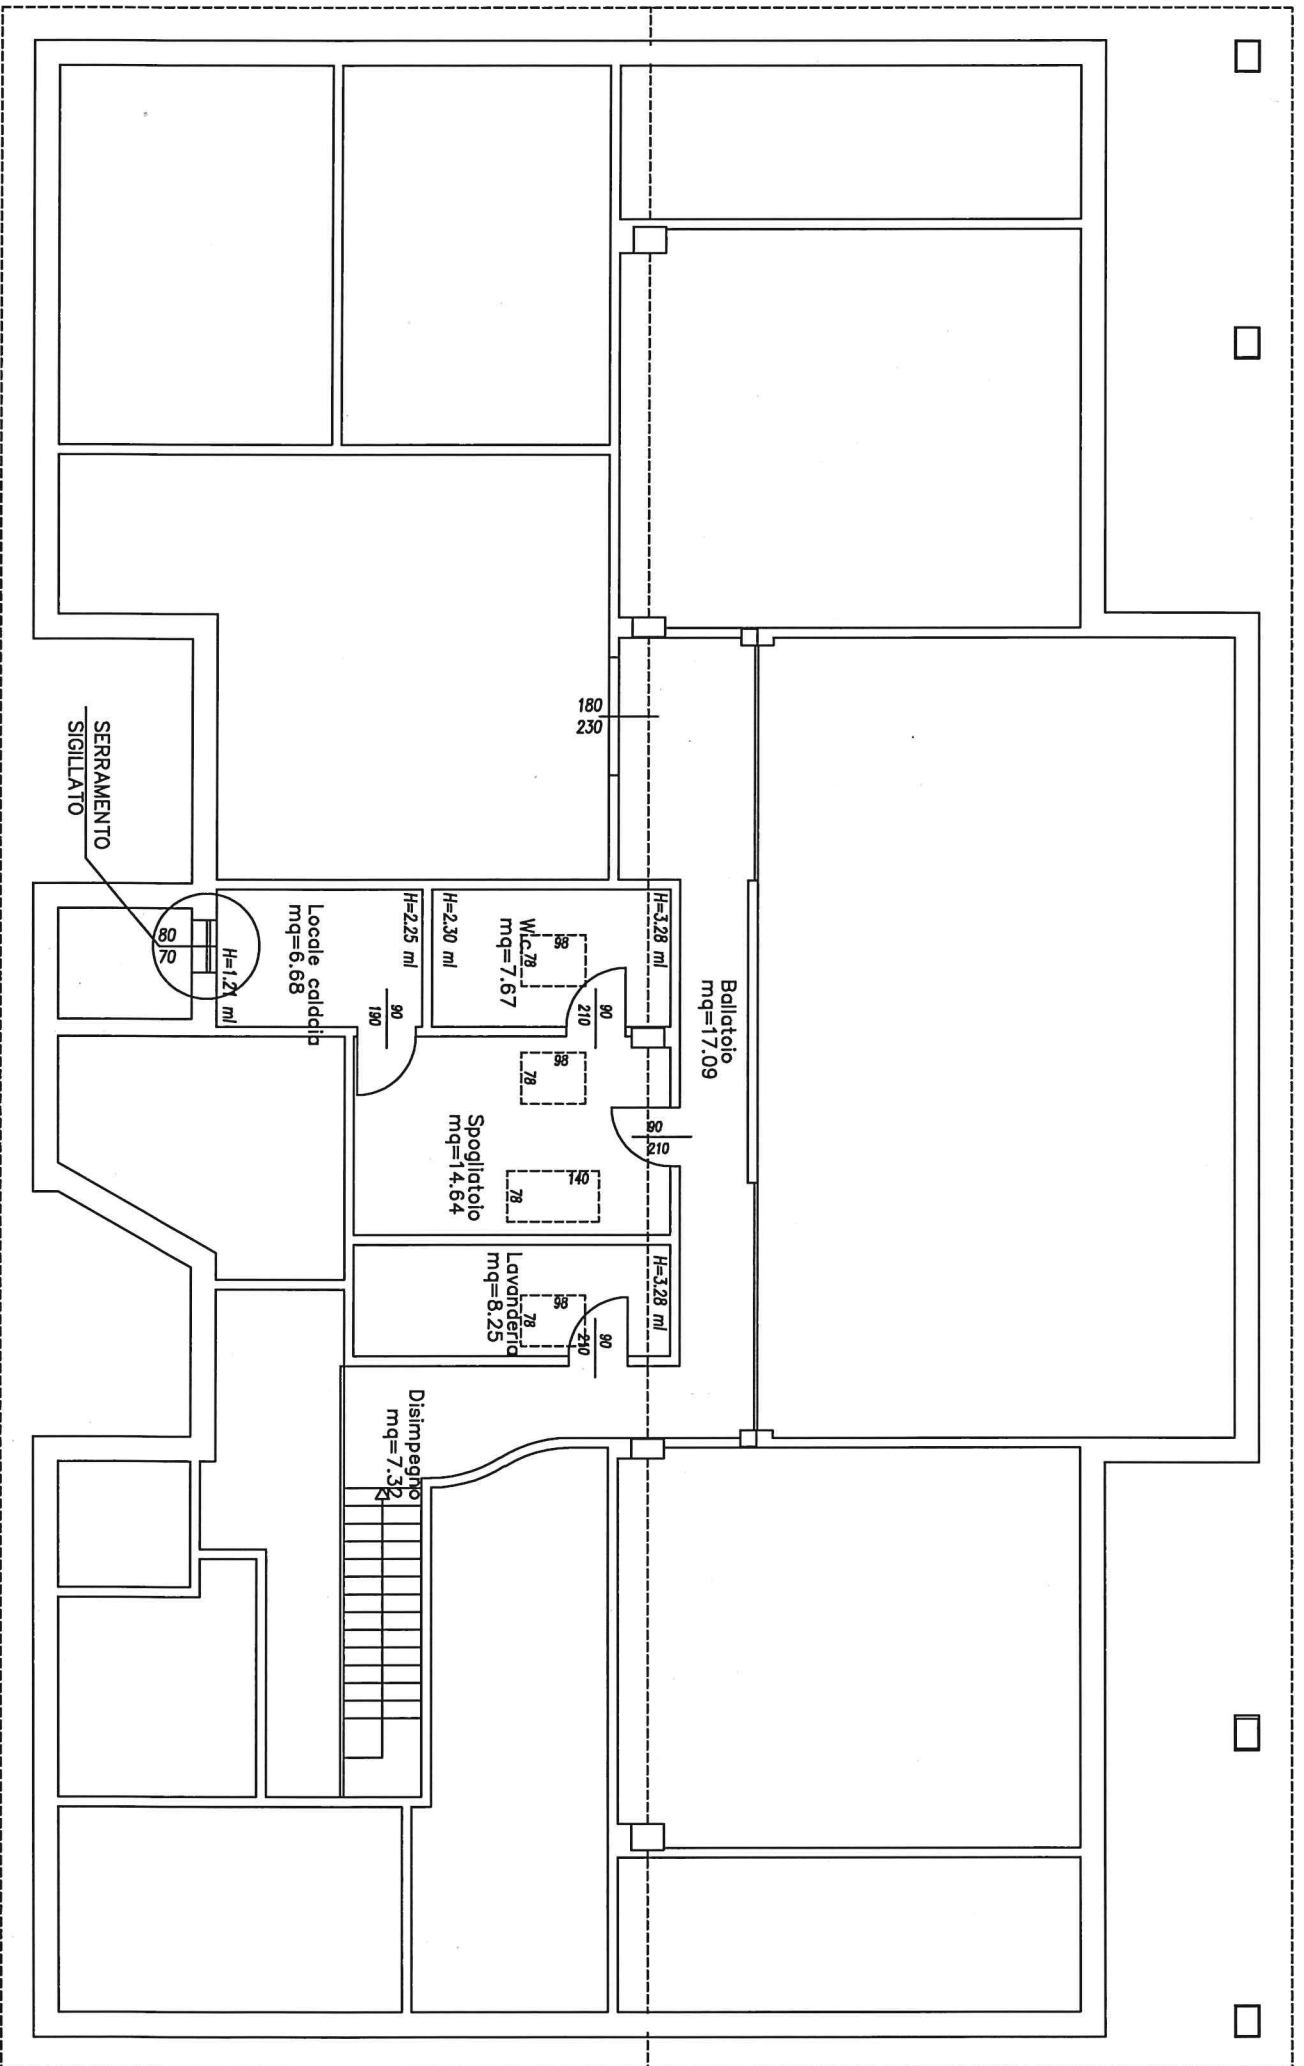 180
230
SERRAMENTO
SIGILLATO
80
70
H=1.21 ml
Locale caldaia
mq=6.68
H=2.25 ml
90
190
H=2.30 ml
W.c.
mq=7.67
98
78
H=3.28 ml
90
210
Ballatoio
mq=17.09
98
78
90
210
Spogliatoio
mq=14.64
140
78
Lavanderia
mq=8.25
98
78
H=3.28 ml
90
210
Disimpegno
mq=7.32